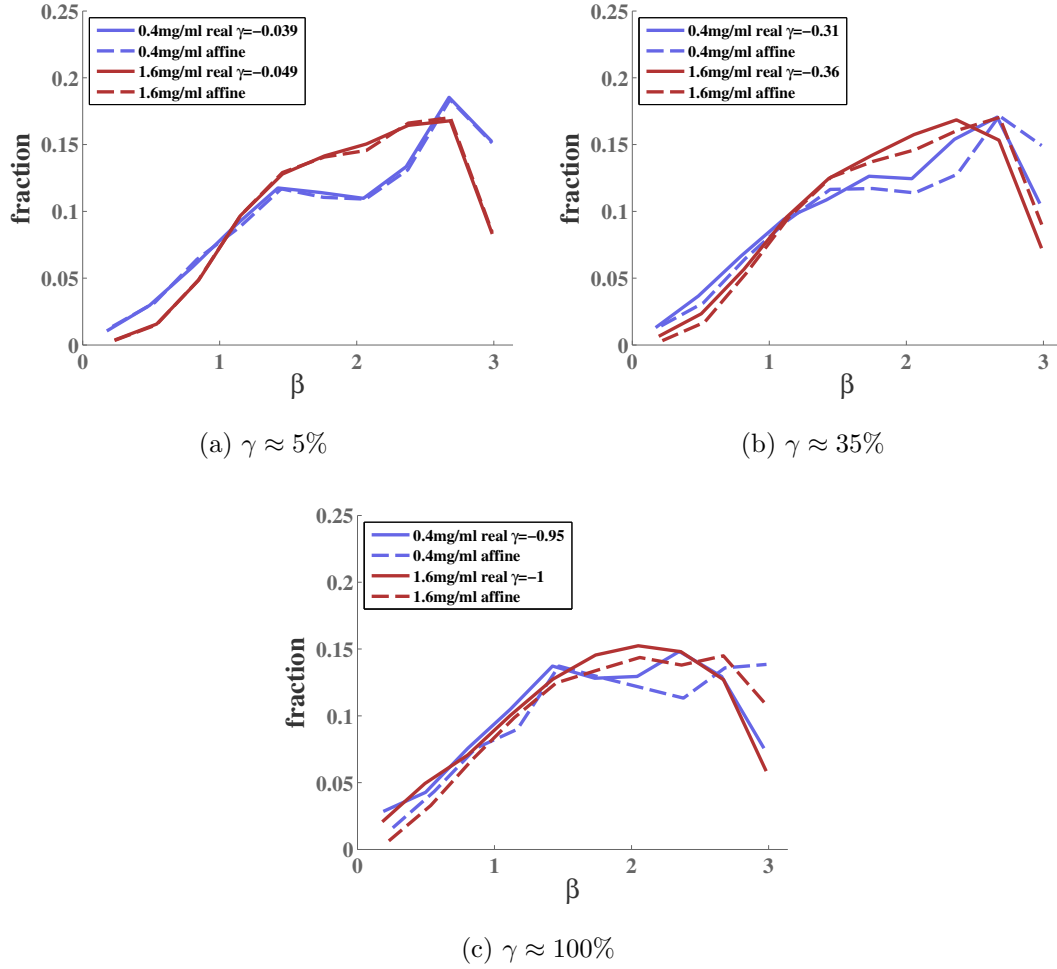 0.25
0.4mg/ml real γ=−0.039
0.4mg/ml affine
1.6mg/ml real γ=−0.049
1.6mg/ml affine
0.2
0.15
0.1
0.05
0
fraction
0 1 2 3
β
(a) γ ≈ 5%
0.25
0.4mg/ml real γ=−0.31
0.4mg/ml affine
1.6mg/ml real γ=−0.36
1.6mg/ml affine
0.2
0.15
0.1
0.05
0
fraction
0 1 2 3
β
(b) γ ≈ 35%
0.25
0.4mg/ml real γ=−0.95
0.4mg/ml affine
1.6mg/ml real γ=−1
1.6mg/ml affine
0.2
0.15
0.1
0.05
0
fraction
0 1 2 3
β
(c) γ ≈ 100%